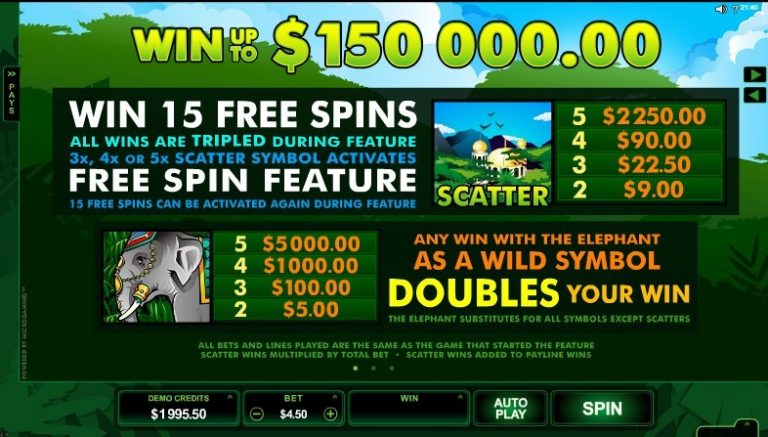 21:40
WIN UP TO $150 000.00
PAYS
WIN 15 FREE SPINS
ALL WINS ARE TRIPLED DURING FEATURE
3x, 4x OR 5x SCATTER SYMBOL ACTIVATES
FREE SPIN FEATURE
15 FREE SPINS CAN BE ACTIVATED AGAIN DURING FEATURE
SCATTER
5 $2250.00
4 $90.00
3 $22.50
2 $9.00
5 $5000.00
4 $1000.00
3 $100.00
2 $5.00
ANY WIN WITH THE ELEPHANT
AS A WILD SYMBOL
DOUBLES YOUR WIN
THE ELEPHANT SUBSTITUTES FOR ALL SYMBOLS EXCEPT SCATTERS
POWERED BY MICROGAMING™
ALL BETS AND LINES PLAYED ARE THE SAME AS THE GAME THAT STARTED THE FEATURE
SCATTER WINS MULTIPLIED BY TOTAL BET - SCATTER WINS ADDED TO PAYLINE WINS
DEMO CREDITS
$1995.50
BET
$4.50
WIN
AUTO
PLAY
SPIN